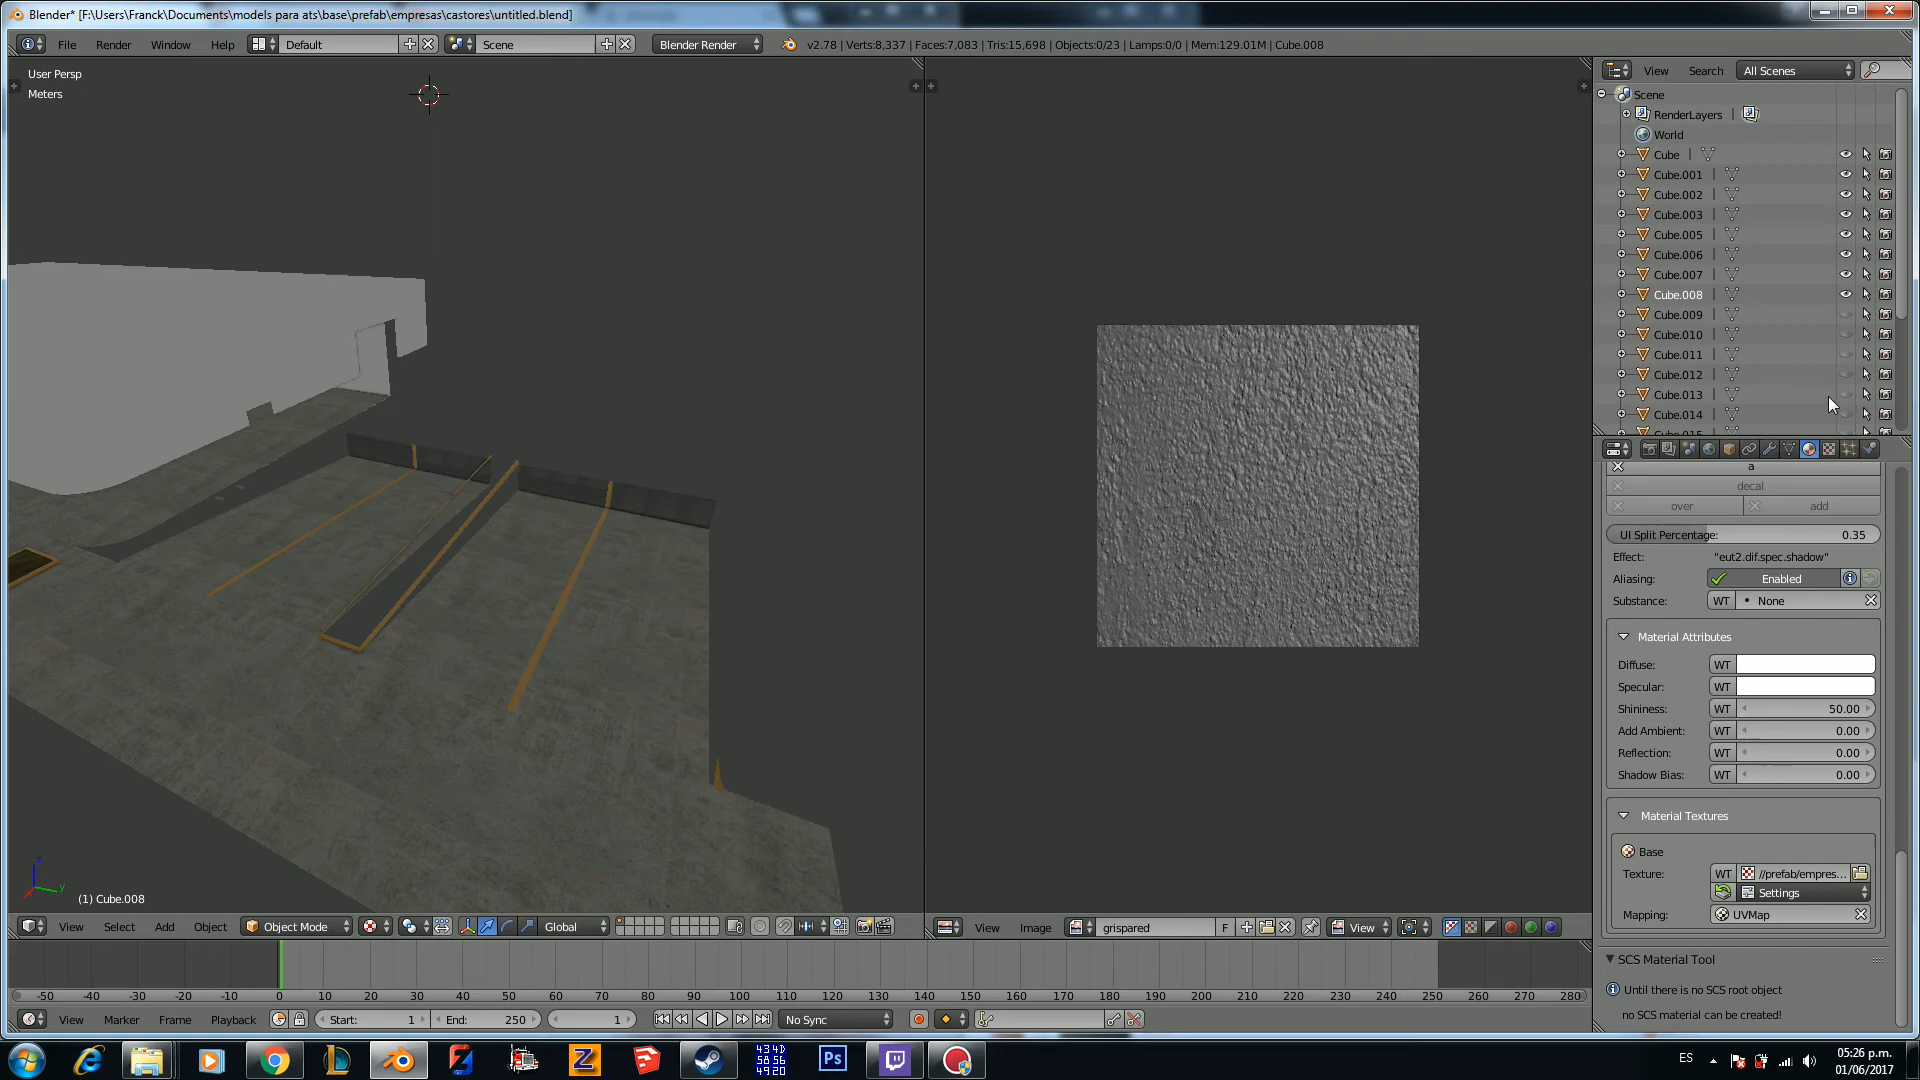 Blender* [F:\Users\Franck\Documents\models para ats\base\prefab\empresas\castores\untitled.blend]
File Render Window Help Default Scene Blender Render v2.78 | Verts:8,337 | Faces:7,083 | Tris:15,698 | Objects:0/23 | Lamps:0/0 | Mem:129.01M | Cube.008
User Persp
Meters
(1) Cube.008
View Select Add Object Object Mode Global
View Image grispared F View
View Search All Scenes
Scene
RenderLayers
World
Cube
Cube.001
Cube.002
Cube.003
Cube.005
Cube.006
Cube.007
Cube.008
Cube.009
Cube.010
Cube.011
Cube.012
Cube.013
Cube.014
a
decal
over add
UI Split Percentage: 0.35
Effect: "eut2.dif.spec.shadow"
Aliasing: Enabled
Substance: WT None
Material Attributes
Diffuse: WT
Specular: WT
Shininess: WT 50.00
Add Ambient: WT 0.00
Reflection: WT 0.00
Shadow Bias: WT 0.00
Material Textures
Base
Texture: WT //prefab/empres...
Settings
Mapping: UVMap
SCS Material Tool
Until there is no SCS root object
no SCS material can be created!
-50 -40 -30 -20 -10 0 10 20 30 40 50 60 70 80 90 100 110 120 130 140 150 160 170 180 190 200 210 220 230 240 250 260 270 280
View Marker Frame Playback Start: 1 End: 250 1 No Sync
434D
5856
4920
Ps
ES
05:26 p.m.
01/06/2017